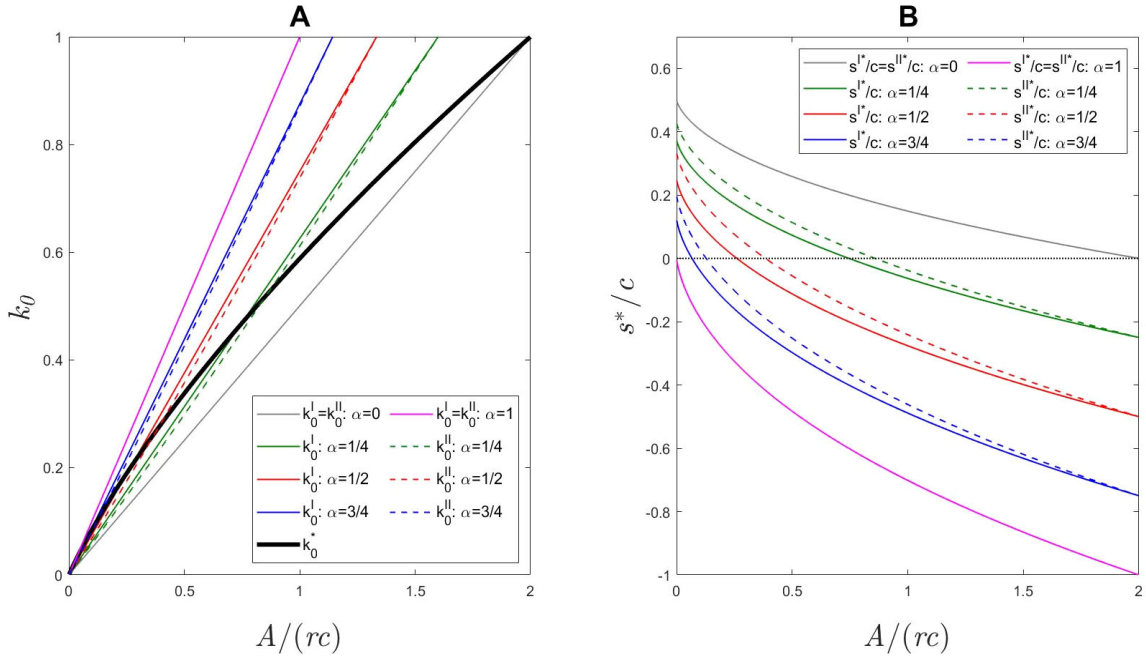 A
1
0.8
0.6
0.4
0.2
0
k₀
0
0.5
1
1.5
2
A/(rc)
k₀ᴵ=k₀ᴵᴵ: α=0
k₀ᴵ=k₀ᴵᴵ: α=1
k₀ᴵ: α=1/4
k₀ᴵᴵ: α=1/4
k₀ᴵ: α=1/2
k₀ᴵᴵ: α=1/2
k₀ᴵ: α=3/4
k₀ᴵᴵ: α=3/4
k₀*
B
0.6
0.4
0.2
0
-0.2
-0.4
-0.6
-0.8
-1
s*/c
0
0.5
1
1.5
2
A/(rc)
sᴵ*/c=sᴵᴵ*/c: α=0
sᴵ*/c=sᴵᴵ*/c: α=1
sᴵ*/c: α=1/4
sᴵᴵ*/c: α=1/4
sᴵ*/c: α=1/2
sᴵᴵ*/c: α=1/2
sᴵ*/c: α=3/4
sᴵᴵ*/c: α=3/4